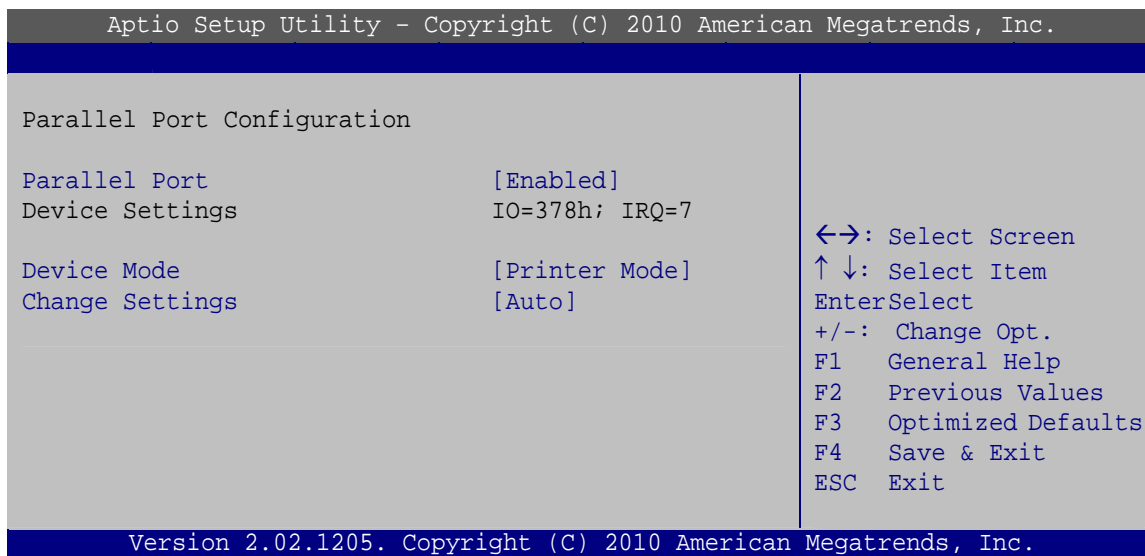 Aptio Setup Utility – Copyright (C) 2010 American Megatrends, Inc.
Parallel Port Configuration
Parallel Port [Enabled]
Device Settings IO=378h; IRQ=7
Device Mode [Printer Mode]
Change Settings [Auto]
←→: Select Screen
↑ ↓: Select Item
EnterSelect
+/-: Change Opt.
F1 General Help
F2 Previous Values
F3 Optimized Defaults
F4 Save & Exit
ESC Exit
Version 2.02.1205. Copyright (C) 2010 American Megatrends, Inc.